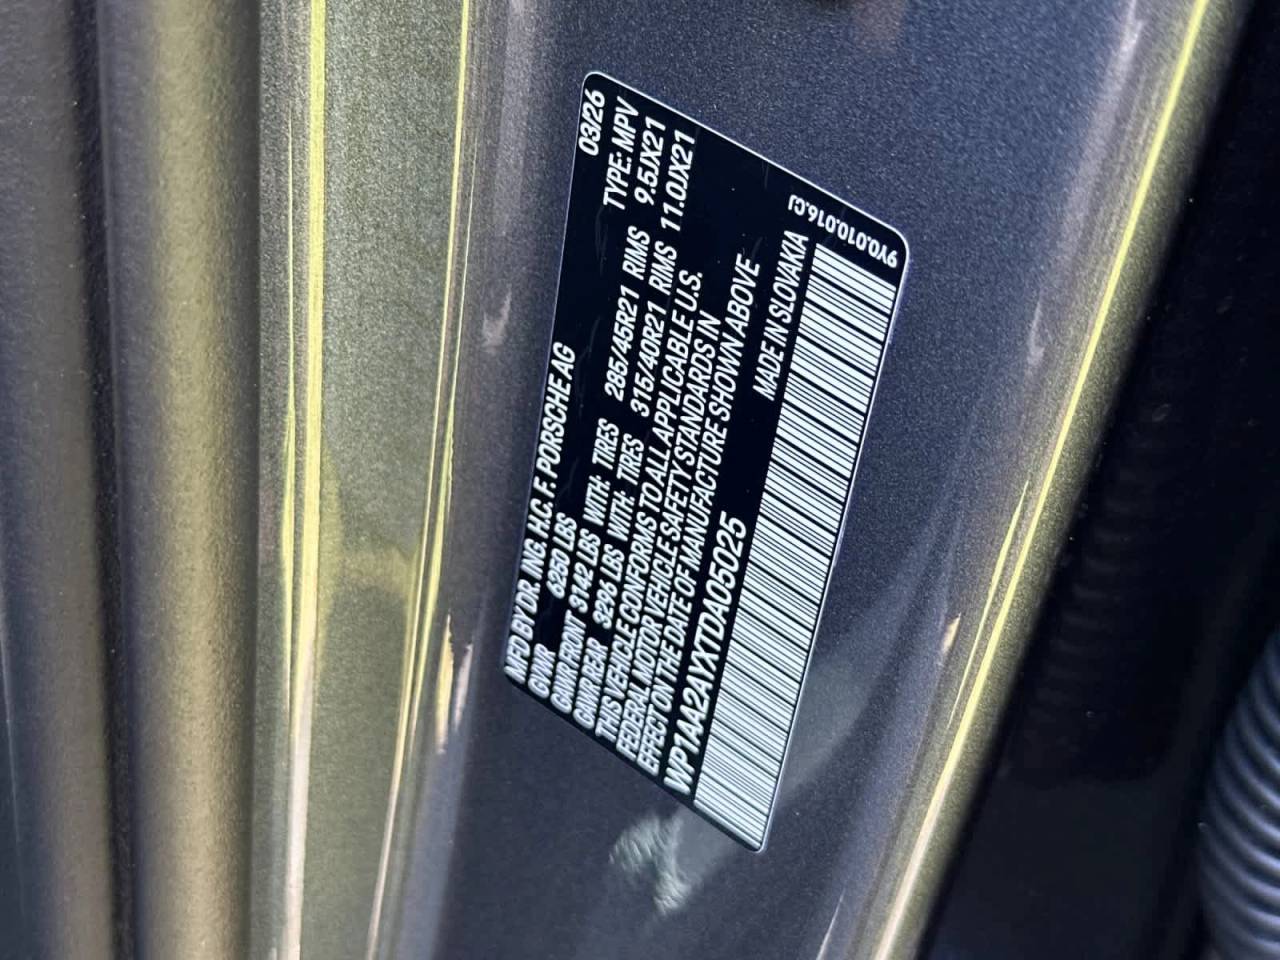 MFD BY DR. ING. H.C. F. PORSCHE AG 03/26
GVWR 6250 LBS TYPE: MPV
GAWR FRONT 3142 LBS WITH: TIRES 285/45R21 RIMS 9.5JX21
GAWR REAR 3296 LBS WITH: TIRES 315/40R21 RIMS 11.0JX21
THIS VEHICLE CONFORMS TO ALL APPLICABLE U.S.
FEDERAL MOTOR VEHICLE SAFETY STANDARDS IN
EFFECT ON THE DATE OF MANUFACTURE SHOWN ABOVE
WP1AA2AYXTDA05025 MADE IN SLOVAKIA
9Y0.010.016.CJ